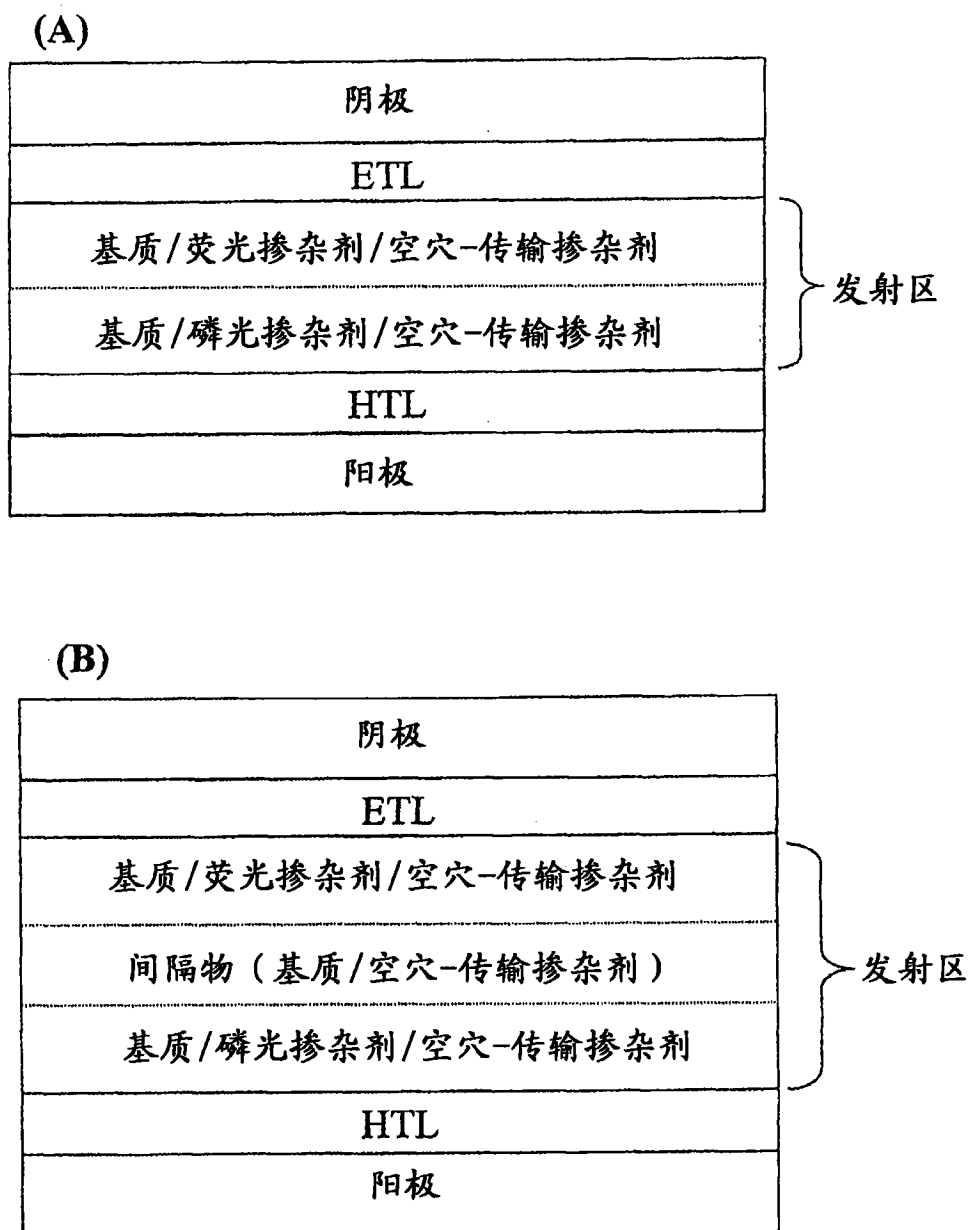 (A)
阴极
ETL
基质/荧光掺杂剂/空穴-传输掺杂剂
发射区
基质/磷光掺杂剂/空穴-传输掺杂剂
HTL
阳极
(B)
阴极
ETL
基质/荧光掺杂剂/空穴-传输掺杂剂
间隔物（基质/空穴-传输掺杂剂）
发射区
基质/磷光掺杂剂/空穴-传输掺杂剂
HTL
阳极